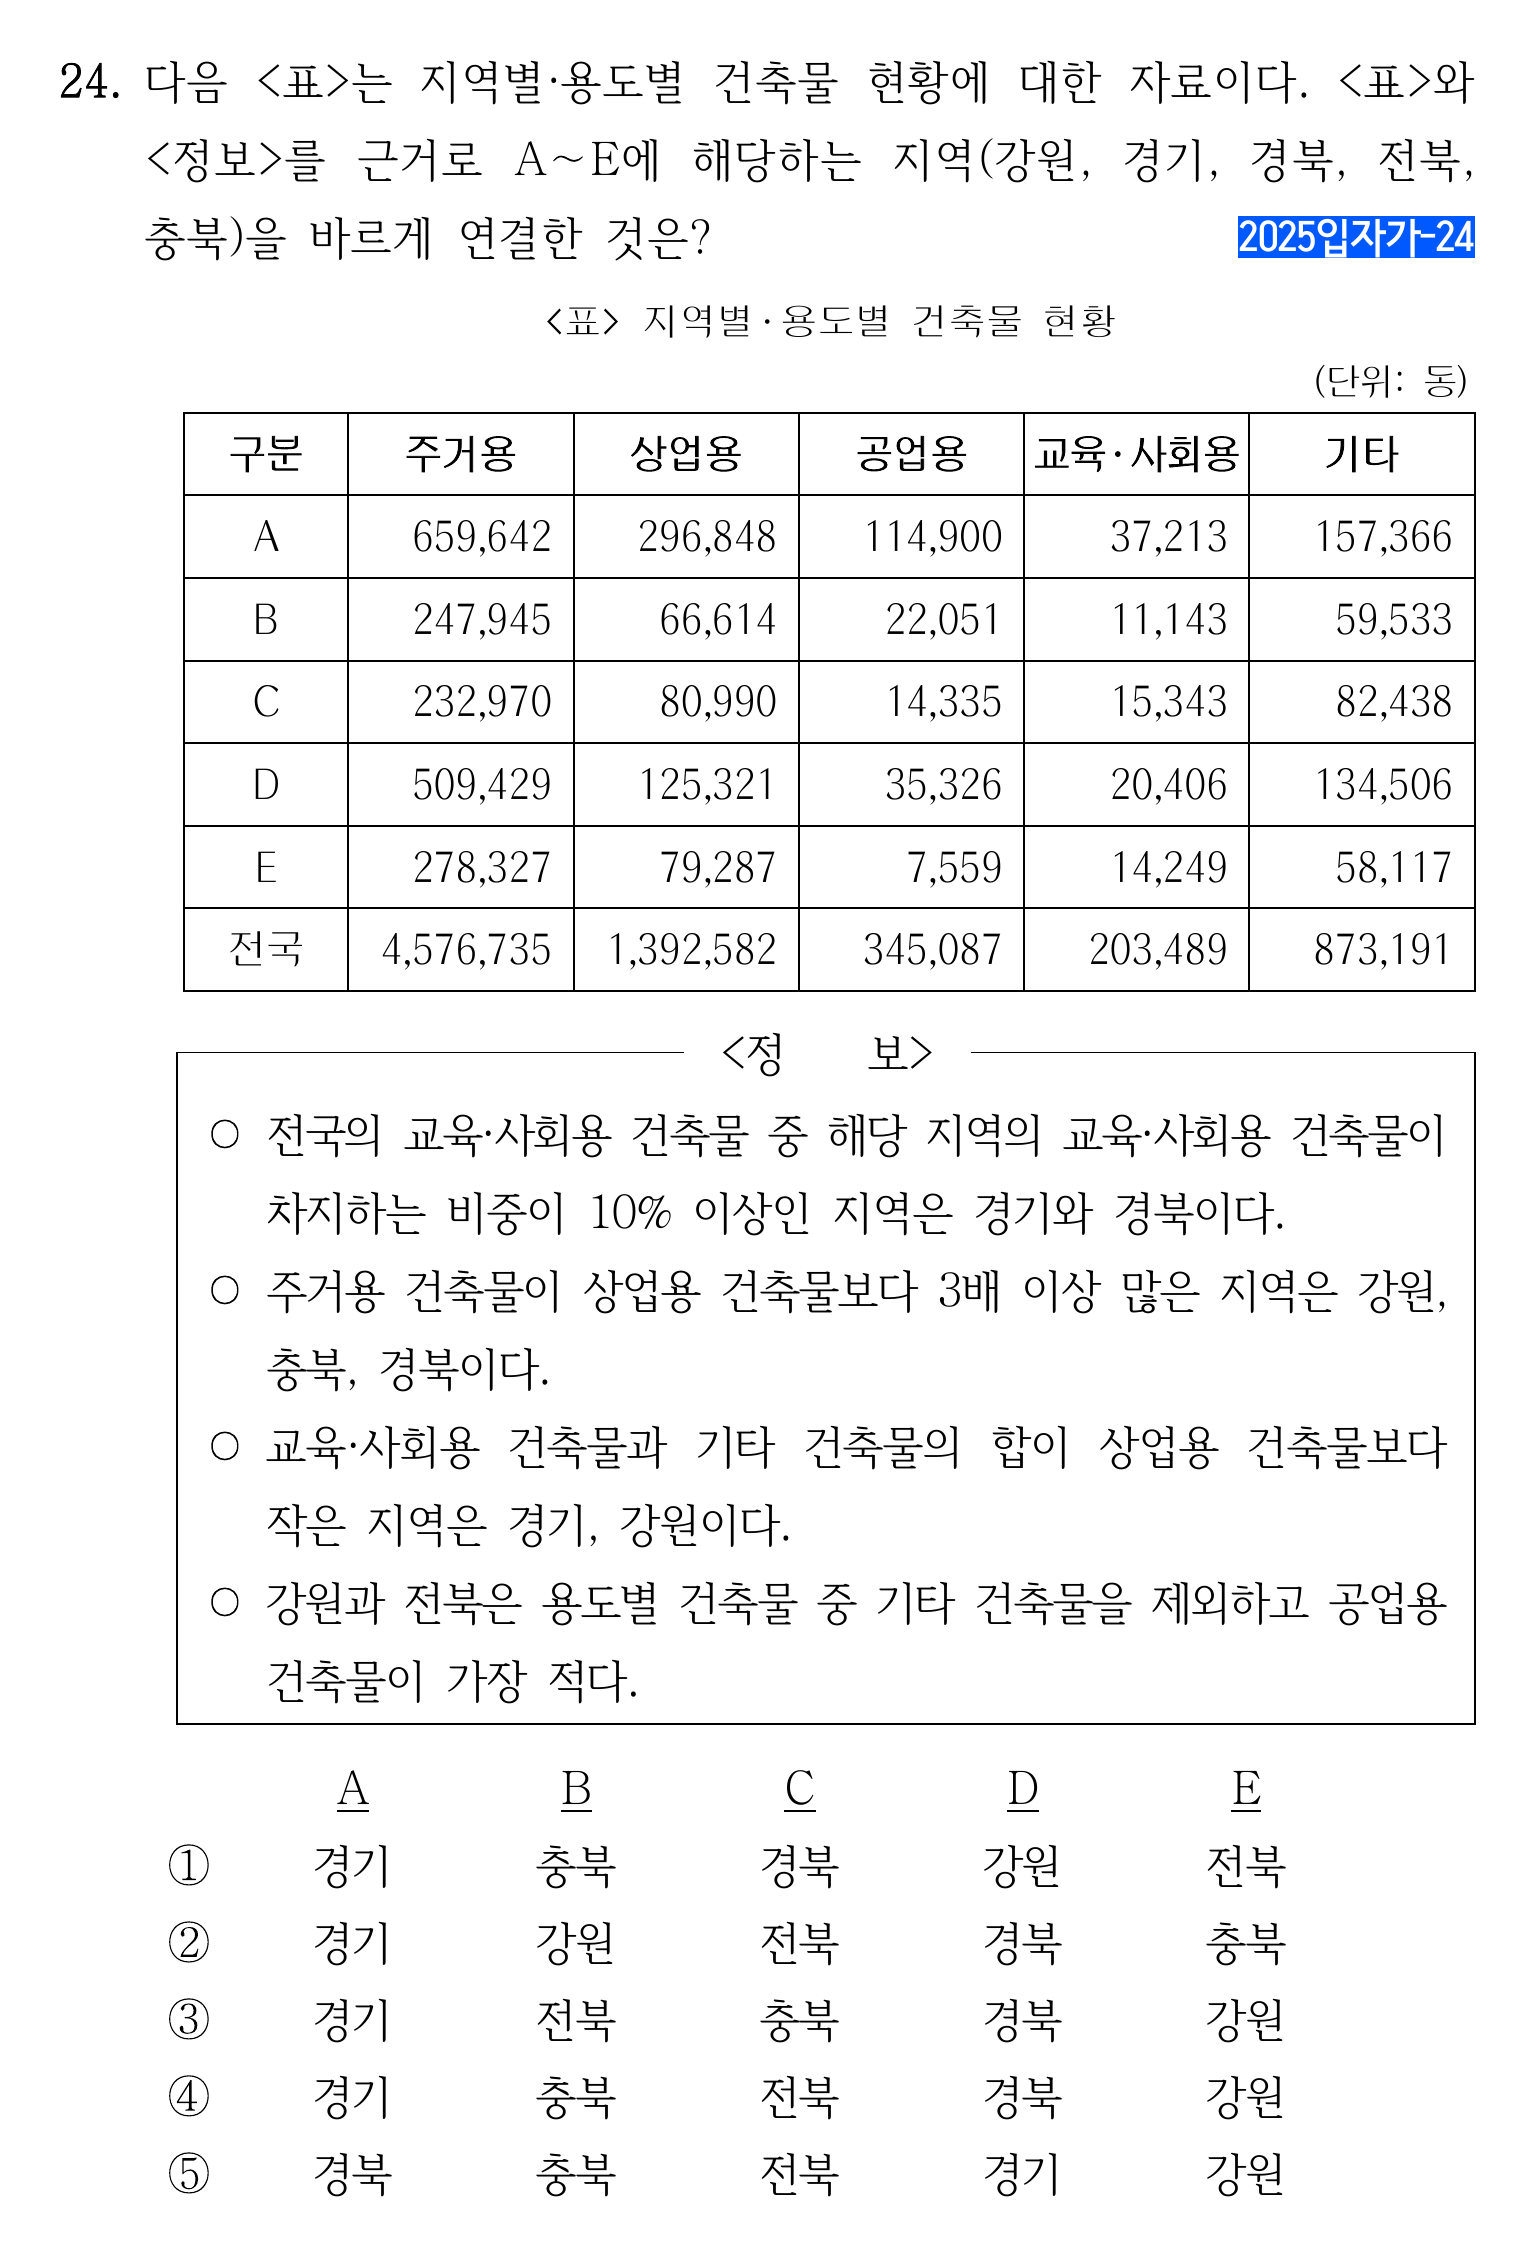 24. 다음 <표>는 지역별·용도별 건축물 현황에 대한 자료이다. <표>와
<정보>를 근거로 A~E에 해당하는 지역(강원, 경기, 경북, 전북,
충북)을 바르게 연결한 것은? 2025입자가-24
<표> 지역별·용도별 건축물 현황
(단위: 동)
구분 주거용 상업용 공업용 교육·사회용 기타
A 659,642 296,848 114,900 37,213 157,366
B 247,945 66,614 22,051 11,143 59,533
C 232,970 80,990 14,335 15,343 82,438
D 509,429 125,321 35,326 20,406 134,506
E 278,327 79,287 7,559 14,249 58,117
전국 4,576,735 1,392,582 345,087 203,489 873,191
<정 보>
○ 전국의 교육·사회용 건축물 중 해당 지역의 교육·사회용 건축물이
차지하는 비중이 10% 이상인 지역은 경기와 경북이다.
○ 주거용 건축물이 상업용 건축물보다 3배 이상 많은 지역은 강원,
충북, 경북이다.
○ 교육·사회용 건축물과 기타 건축물의 합이 상업용 건축물보다
작은 지역은 경기, 강원이다.
○ 강원과 전북은 용도별 건축물 중 기타 건축물을 제외하고 공업용
건축물이 가장 적다.
A B C D E
① 경기 충북 경북 강원 전북
② 경기 강원 전북 경북 충북
③ 경기 전북 충북 경북 강원
④ 경기 충북 전북 경북 강원
⑤ 경북 충북 전북 경기 강원